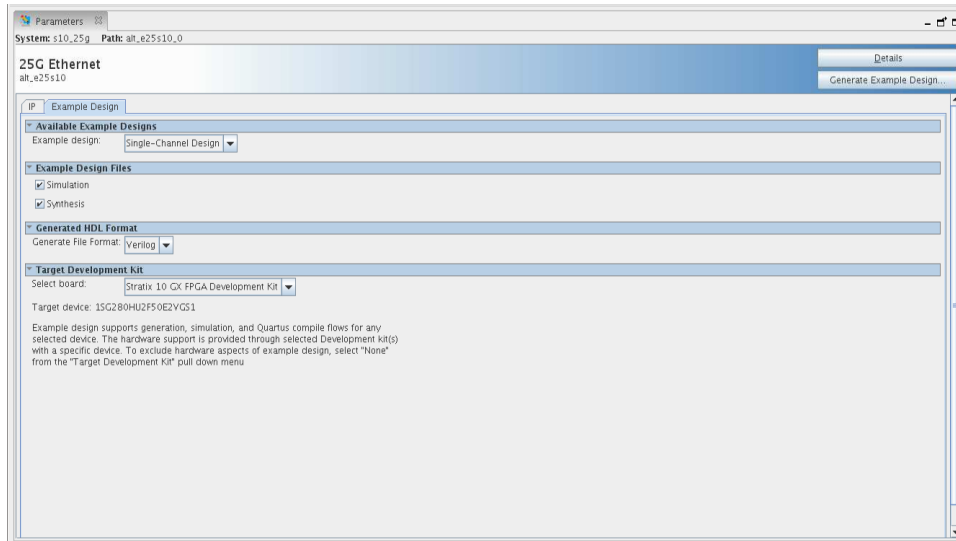 Parameters
System: s10_25g Path: alt_e25s10_0
25G Ethernet
alt_e25s10
Details
Generate Example Design...
IP Example Design
Available Example Designs
Example design: Single-Channel Design
Example Design Files
Simulation
Synthesis
Generated HDL Format
Generate File Format: Verilog
Target Development Kit
Select board: Stratix 10 GX FPGA Development Kit
Target device: 1SG280HU2F50E2VGS1
Example design supports generation, simulation, and Quartus compile flows for any
selected device. The hardware support is provided through selected Development kit(s)
with a specific device. To exclude hardware aspects of example design, select "None"
from the "Target Development Kit" pull down menu